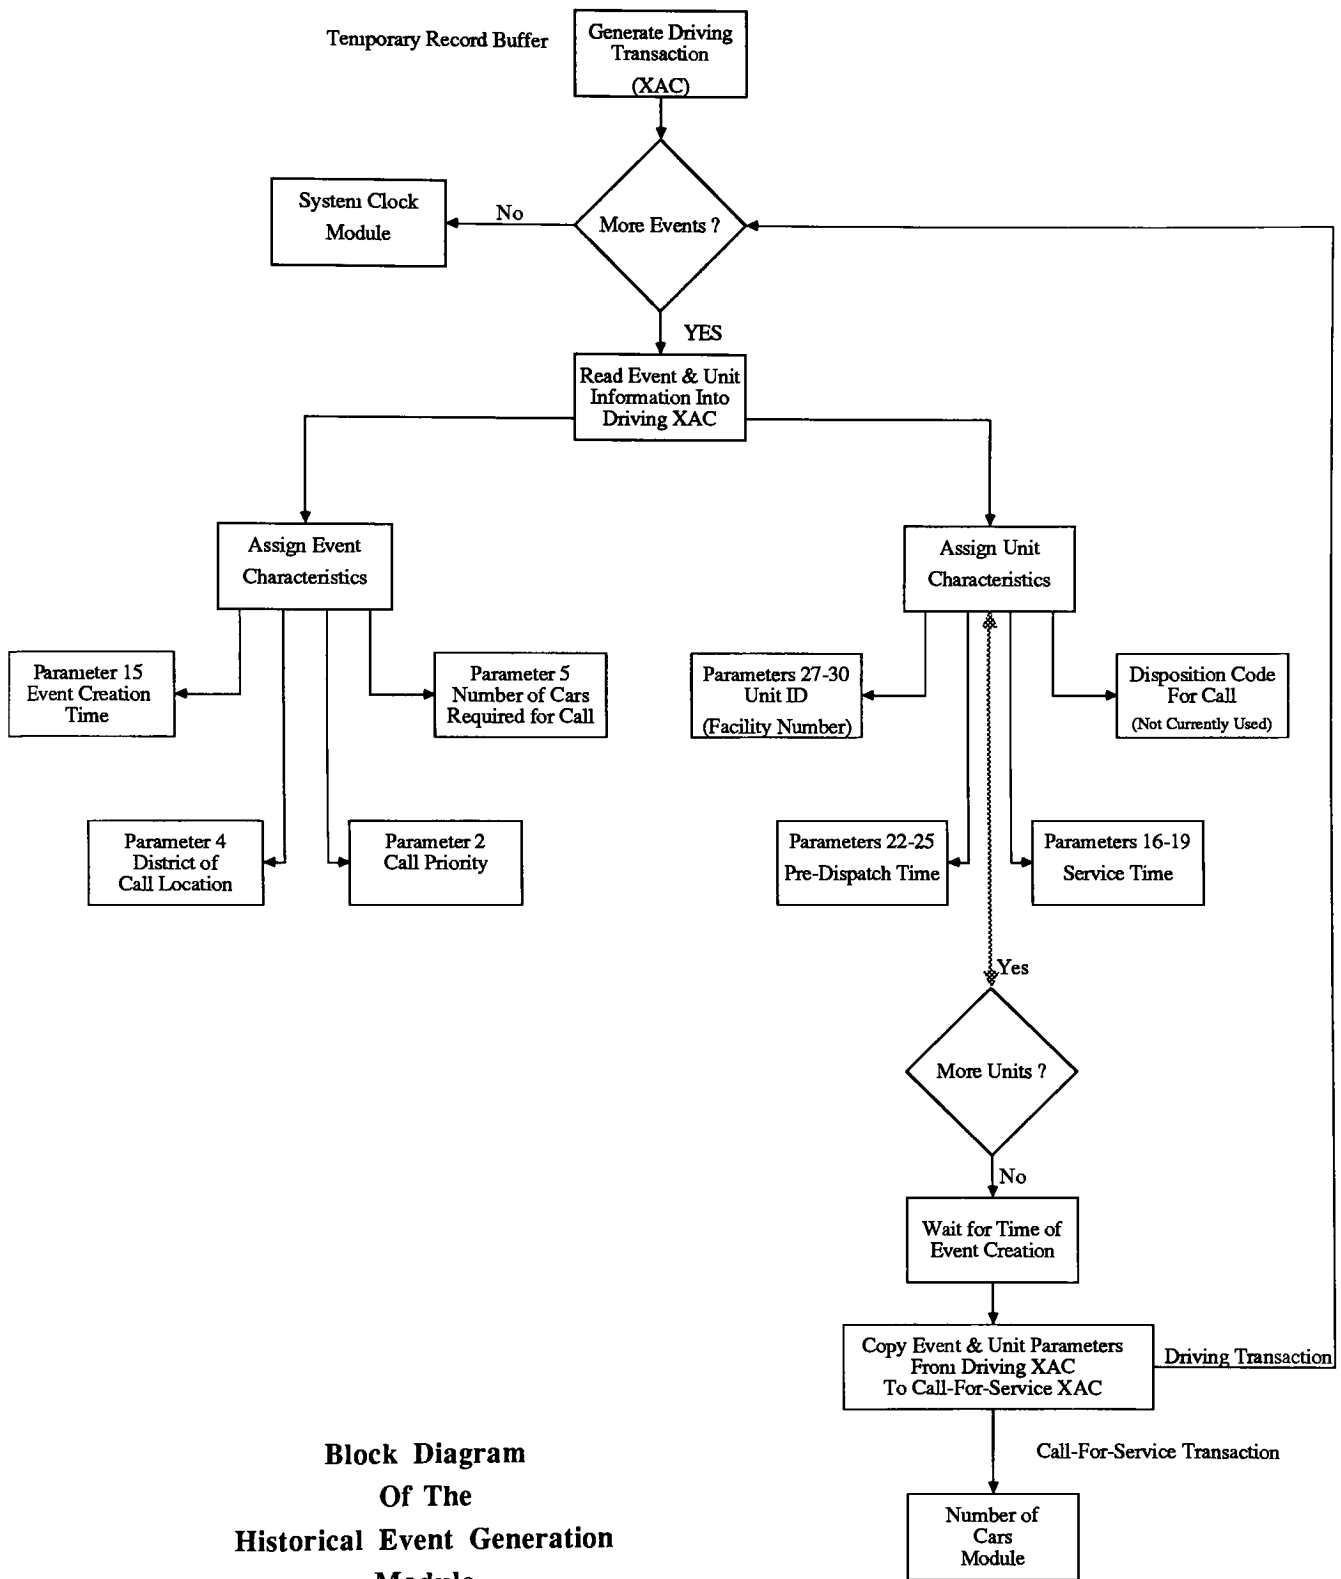 Temporary Record Buffer
Generate Driving
Transaction
(XAC)
System Clock
Module
No
More Events ?
YES
Read Event & Unit
Information Into
Driving XAC
Assign Event
Characteristics
Assign Unit
Characteristics
Parameter 15
Event Creation
Time
Parameter 5
Number of Cars
Required for Call
Parameters 27-30
Unit ID
(Facility Number)
Disposition Code
For Call
(Not Currently Used)
Parameter 4
District of
Call Location
Parameter 2
Call Priority
Parameters 22-25
Pre-Dispatch Time
Parameters 16-19
Service Time
Yes
More Units ?
No
Wait for Time of
Event Creation
Copy Event & Unit Parameters
From Driving XAC
To Call-For-Service XAC
Driving Transaction
Call-For-Service Transaction
Number of
Cars
Module
Block Diagram
Of The
Historical Event Generation
Module